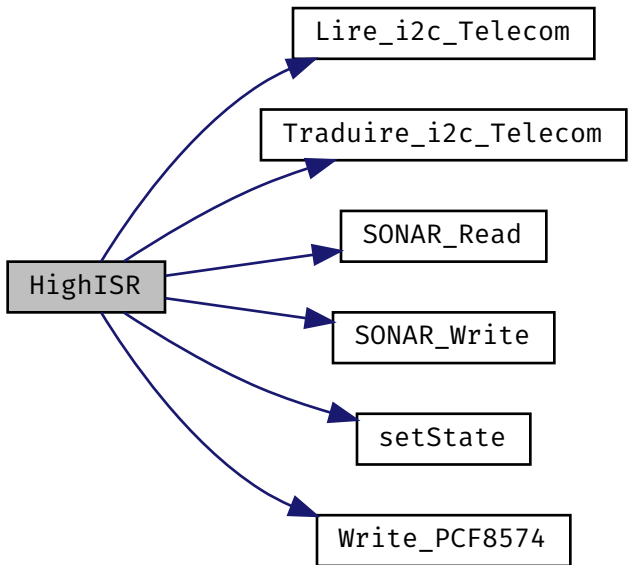 Lire_i2c_Telecom
Traduire_i2c_Telecom
SONAR_Read
HighISR
SONAR_Write
setState
Write_PCF8574